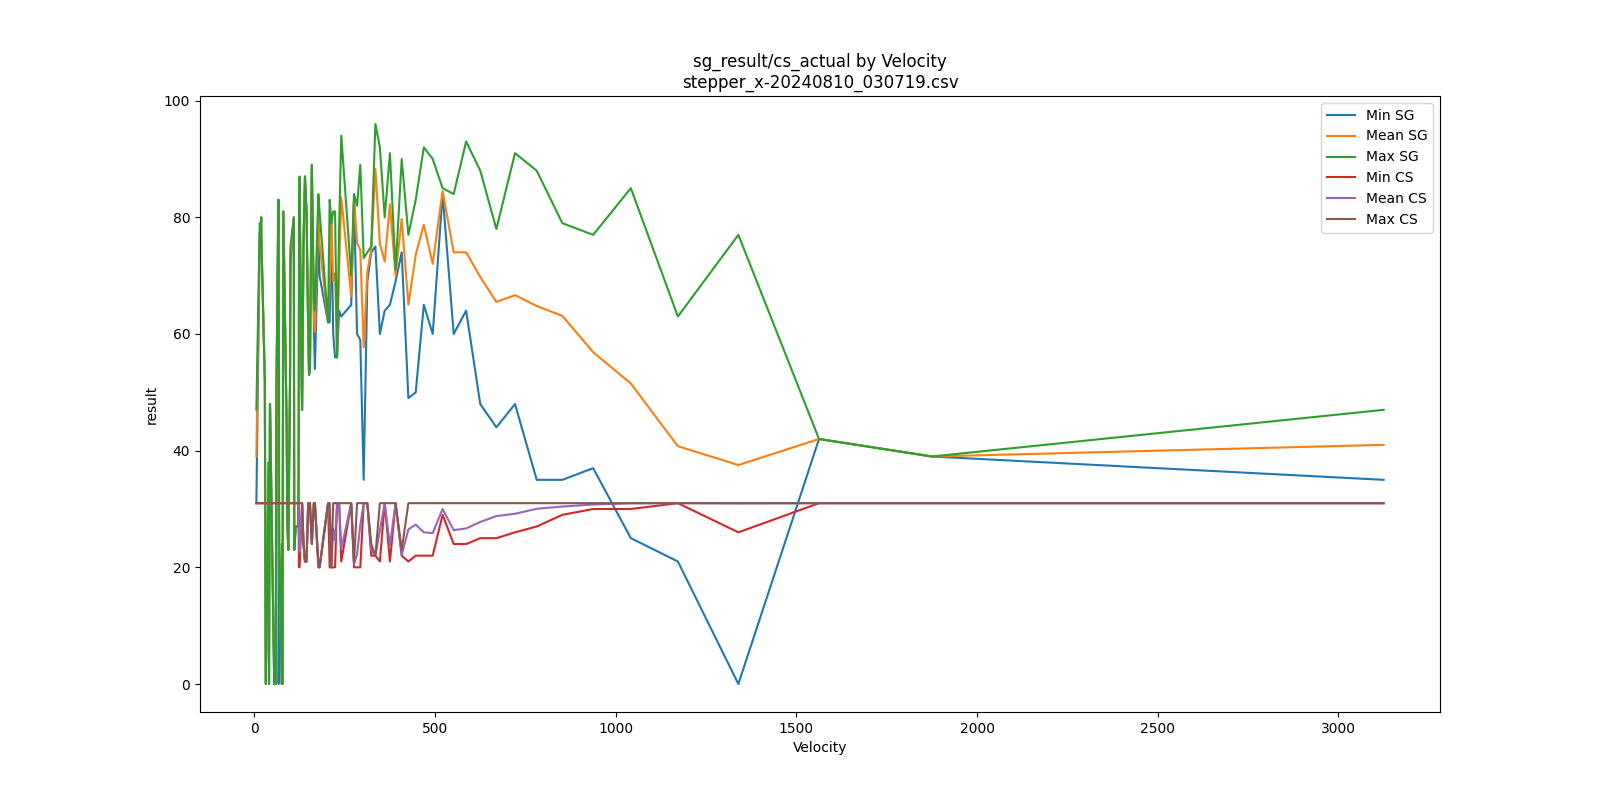 sg_result/cs_actual by Velocity
stepper_x-20240810_030719.csv
100
80
60
40
20
0
result
0
500
1000
1500
2000
2500
3000
Velocity
Min SG
Mean SG
Max SG
Min CS
Mean CS
Max CS